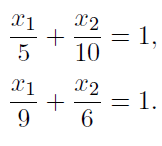 x₁/5 + x₂/10 = 1,
x₁/9 + x₂/6 = 1.